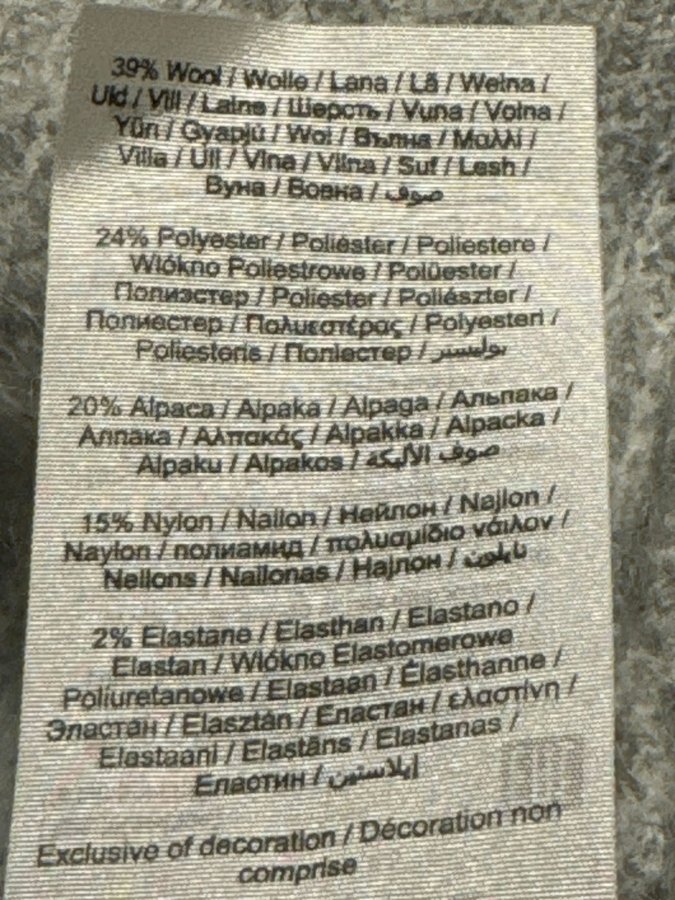 39% Wool / Wolle / Lana / Lã / Wełna /
Uld / Vill / Laine / Шерсть / Vuna / Volna /
Yün / Gyapjú / Wol / Вълна / Μαλλί /
Villa / Ull / Vlna / Vilna / Suf / Lesh /
Вуна / Вовна / صوف
24% Polyester / Poliéster / Poliestere /
Włókno Poliestrowe / Polüester /
Полиэстер / Poliester / Poliészter /
Полиестер / Πολυεστέρας / Polyesteri /
Poliesteris / Поліестер / بوليستر
20% Alpaca / Alpaka / Alpaga / Альпака /
Алпака / Αλπακάς / Alpakka / Alpacka /
Alpaku / Alpakos / صوف الألبكة
15% Nylon / Nailon / Нейлон / Najlon /
Naylon / полиамид / πολυαμίδιο νάιλον /
Neilons / Nailonas / Најлон / نايلون
2% Elastane / Elasthan / Elastano /
Elastan / Włókno Elastomerowe
Poliuretanowe / Elastaan / Élasthanne /
Эластан / Elasztán / Еластан / ελαστίνη /
Elastaani / Elastāns / Elastanas /
Еластин / إيلاستين
Exclusive of decoration / Décoration non
comprise